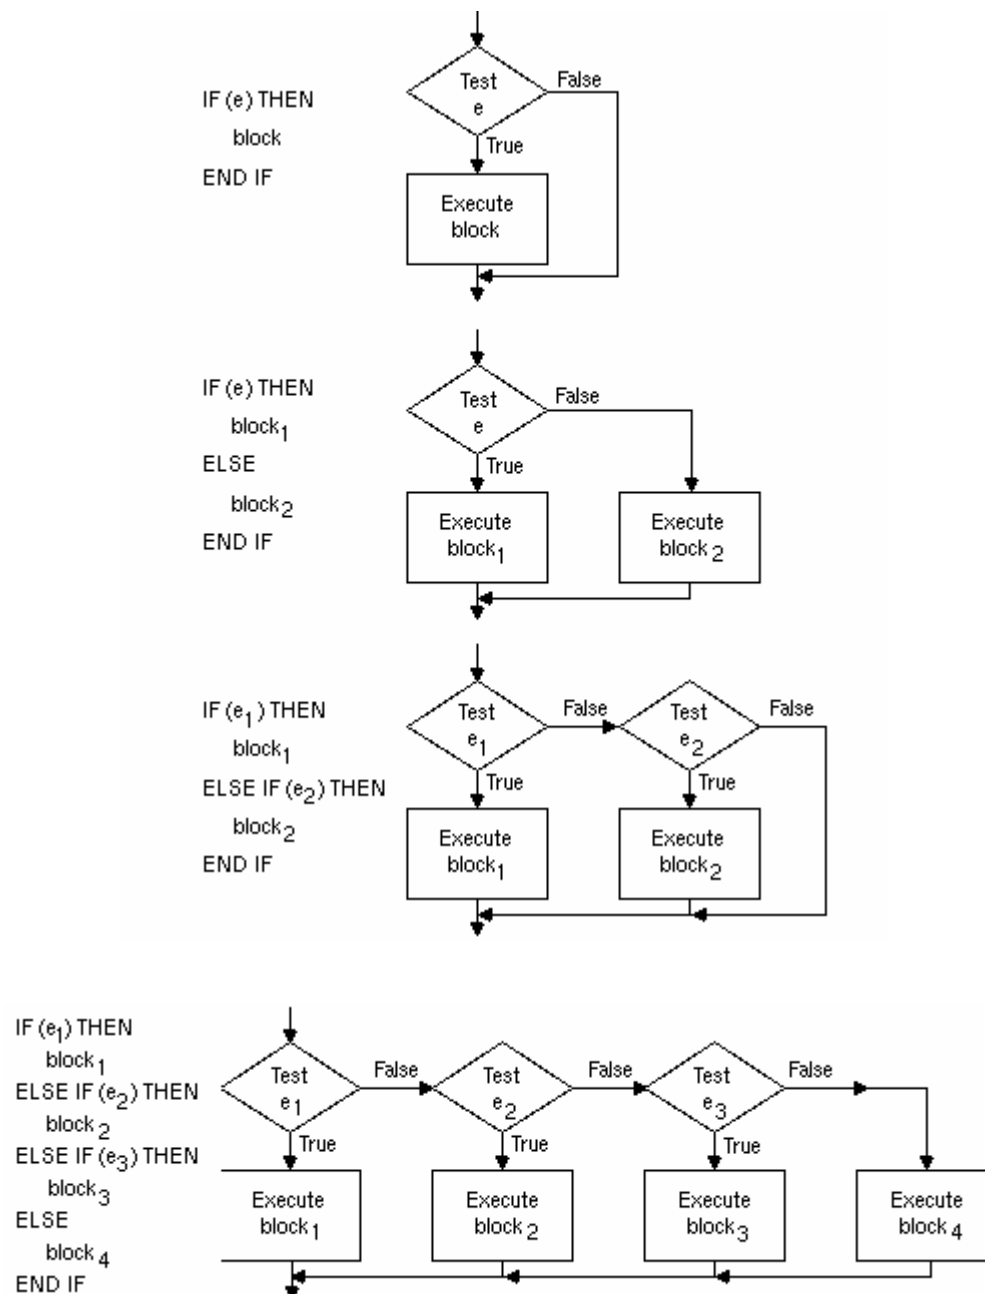 IF (e) THEN
block
END IF
Test
e
False
True
Execute
block
IF (e) THEN
block1
ELSE
block2
END IF
Test
e
False
True
Execute
block1
Execute
block2
IF (e1) THEN
block1
ELSE IF (e2) THEN
block2
END IF
Test
e1
False
Test
e2
False
True
True
Execute
block1
Execute
block2
IF (e1) THEN
block1
ELSE IF (e2) THEN
block2
ELSE IF (e3) THEN
block3
ELSE
block4
END IF
Test
e1
False
Test
e2
False
Test
e3
False
True
True
True
Execute
block1
Execute
block2
Execute
block3
Execute
block4